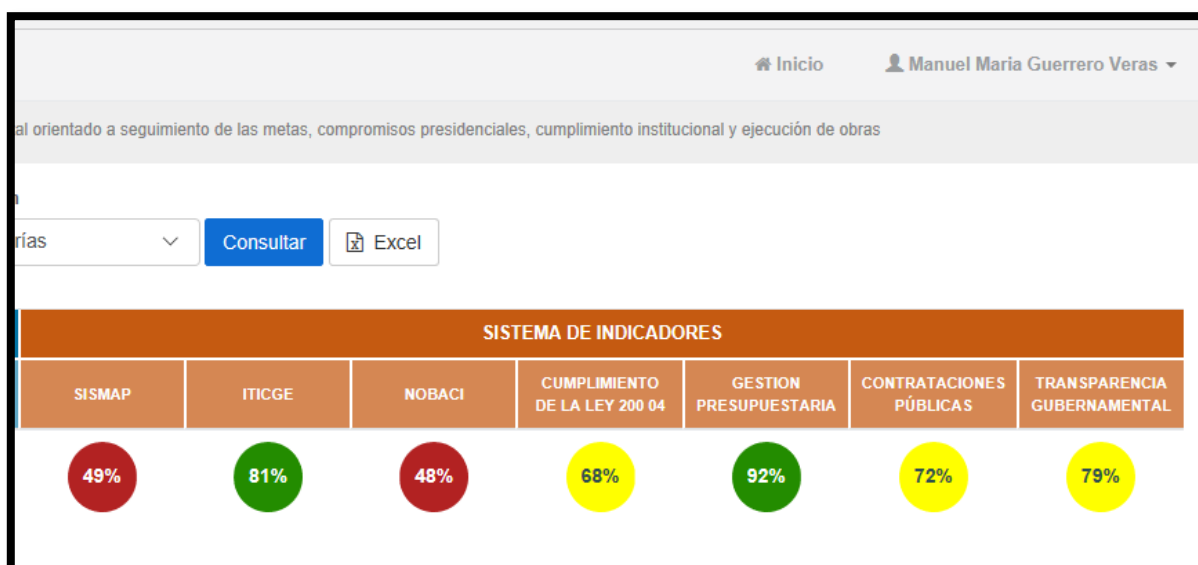 Inicio
Manuel Maria Guerrero Veras
al orientado a seguimiento de las metas, compromisos presidenciales, cumplimiento institucional y ejecución de obras
rías
Consultar
Excel
SISTEMA DE INDICADORES
SISMAP
ITICGE
NOBACI
CUMPLIMIENTO
DE LA LEY 200 04
GESTION
PRESUPUESTARIA
CONTRATACIONES
PÚBLICAS
TRANSPARENCIA
GUBERNAMENTAL
49%
81%
48%
68%
92%
72%
79%